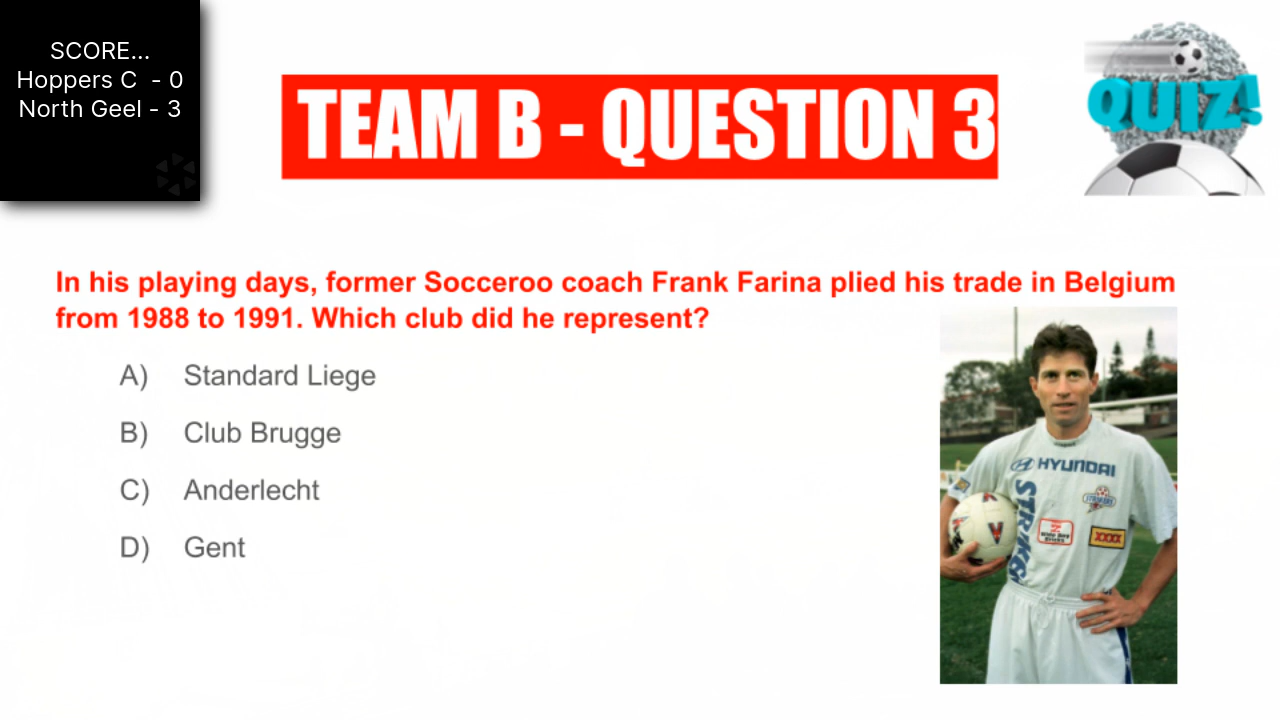 SCORE...
Hoppers C - 0
North Geel - 3
TEAM B - QUESTION 3
QUIZ!
In his playing days, former Socceroo coach Frank Farina plied his trade in Belgium
from 1988 to 1991. Which club did he represent?
A) Standard Liege
B) Club Brugge
C) Anderlecht
D) Gent
HYUNDAI
STRIKERS
XXXX